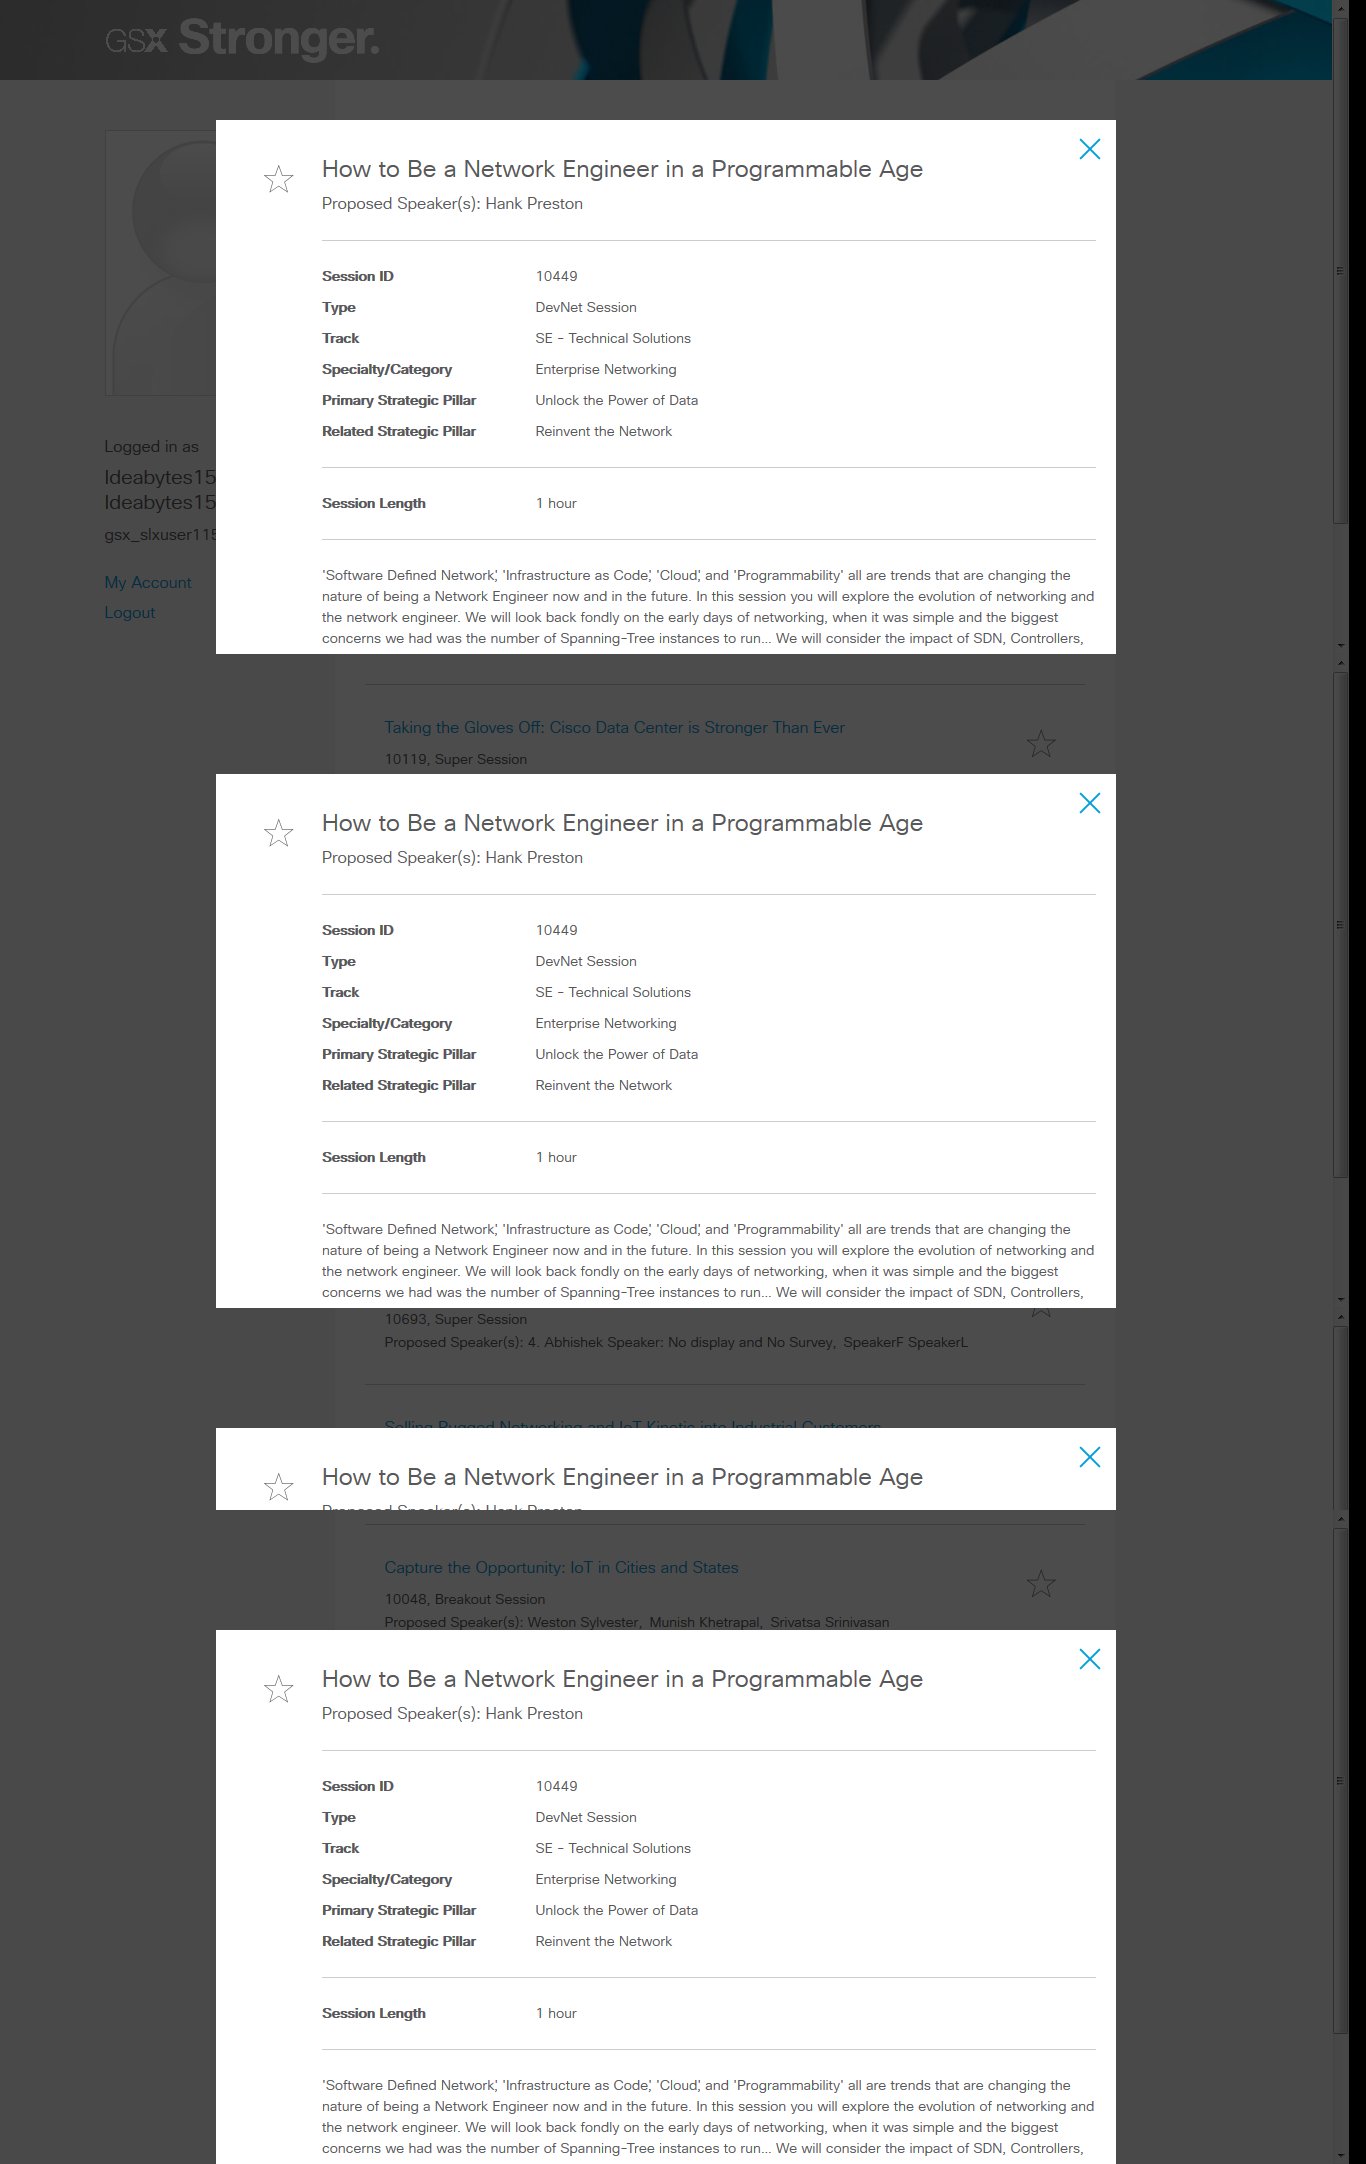 GSX Stronger.
How to Be a Network Engineer in a Programmable Age
Proposed Speaker(s): Hank Preston
Session ID 10449
Type DevNet Session
Track SE - Technical Solutions
Specialty/Category Enterprise Networking
Primary Strategic Pillar Unlock the Power of Data
Related Strategic Pillar Reinvent the Network
Logged in as
Ideabytes15
Ideabytes15
gsx_slxuser115
My Account
Logout
Session Length 1 hour
'Software Defined Network', 'Infrastructure as Code', 'Cloud', and 'Programmability' all are trends that are changing the
nature of being a Network Engineer now and in the future. In this session you will explore the evolution of networking and
the network engineer. We will look back fondly on the early days of networking, when it was simple and the biggest
concerns we had was the number of Spanning-Tree instances to run... We will consider the impact of SDN, Controllers,
Taking the Gloves Off: Cisco Data Center is Stronger Than Ever
10119, Super Session
How to Be a Network Engineer in a Programmable Age
Proposed Speaker(s): Hank Preston
Session ID 10449
Type DevNet Session
Track SE - Technical Solutions
Specialty/Category Enterprise Networking
Primary Strategic Pillar Unlock the Power of Data
Related Strategic Pillar Reinvent the Network
Session Length 1 hour
'Software Defined Network', 'Infrastructure as Code', 'Cloud', and 'Programmability' all are trends that are changing the
nature of being a Network Engineer now and in the future. In this session you will explore the evolution of networking and
the network engineer. We will look back fondly on the early days of networking, when it was simple and the biggest
concerns we had was the number of Spanning-Tree instances to run... We will consider the impact of SDN, Controllers,
10693, Super Session
Proposed Speaker(s): 4. Abhishek Speaker: No display and No Survey, SpeakerF SpeakerL
Selling Rugged Networking and IoT Kinetic into Industrial Customers
How to Be a Network Engineer in a Programmable Age
Proposed Speaker(s): Hank Preston
Capture the Opportunity: IoT in Cities and States
10048, Breakout Session
Proposed Speaker(s): Weston Sylvester, Munish Khetrapal, Srivatsa Srinivasan
How to Be a Network Engineer in a Programmable Age
Proposed Speaker(s): Hank Preston
Session ID 10449
Type DevNet Session
Track SE - Technical Solutions
Specialty/Category Enterprise Networking
Primary Strategic Pillar Unlock the Power of Data
Related Strategic Pillar Reinvent the Network
Session Length 1 hour
'Software Defined Network', 'Infrastructure as Code', 'Cloud', and 'Programmability' all are trends that are changing the
nature of being a Network Engineer now and in the future. In this session you will explore the evolution of networking and
the network engineer. We will look back fondly on the early days of networking, when it was simple and the biggest
concerns we had was the number of Spanning-Tree instances to run... We will consider the impact of SDN, Controllers,